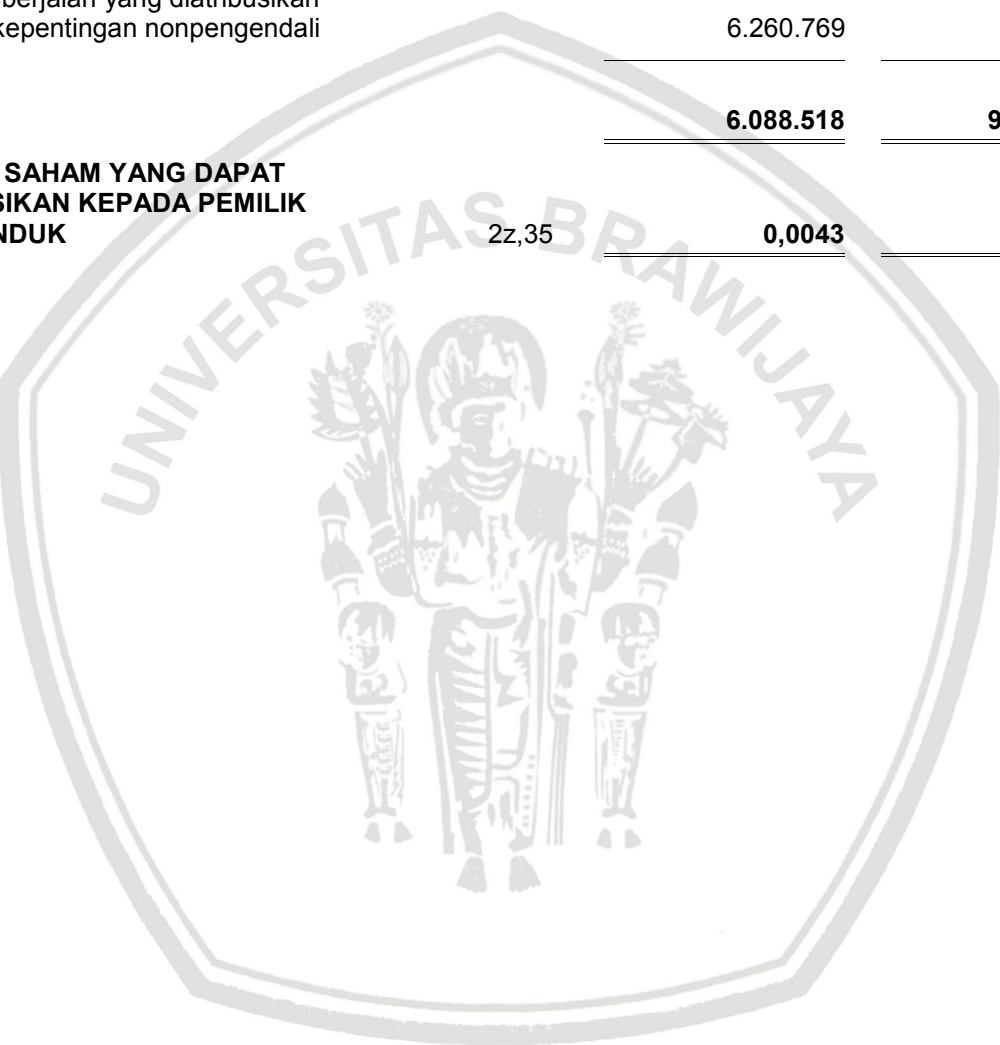 berjalan yang diatribusikan
kepentingan nonpengendali 6.260.769
6.088.518 9
SAHAM YANG DAPAT
SIKAN KEPADA PEMILIK
NDUK 2z,35 0,0043
UNIVERSITAS BRAWIJAYA